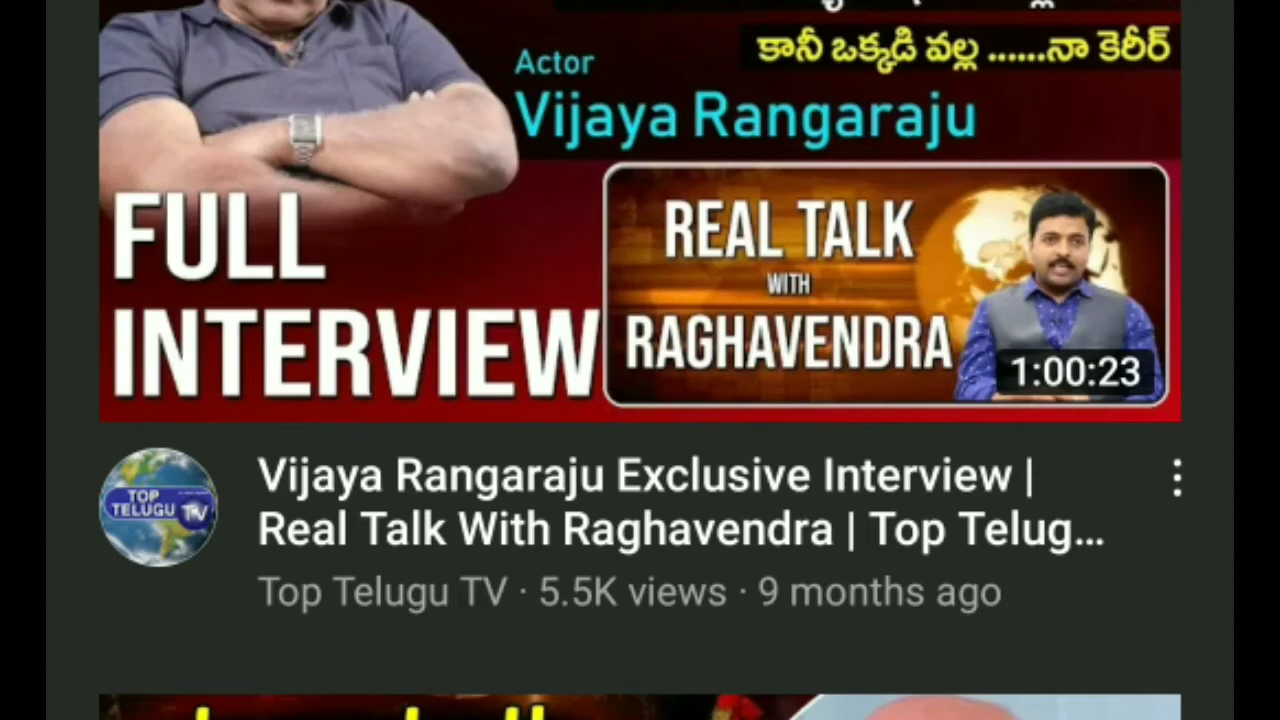 కానీ ఒక్కడి వల్ల ......నా కెరీర్
Actor
Vijaya Rangaraju
FULL
INTERVIEW
REAL TALK
WITH
RAGHAVENDRA
1:00:23
TOP
TELUGU TV
Vijaya Rangaraju Exclusive Interview |
Real Talk With Raghavendra | Top Telug...
Top Telugu TV · 5.5K views · 9 months ago